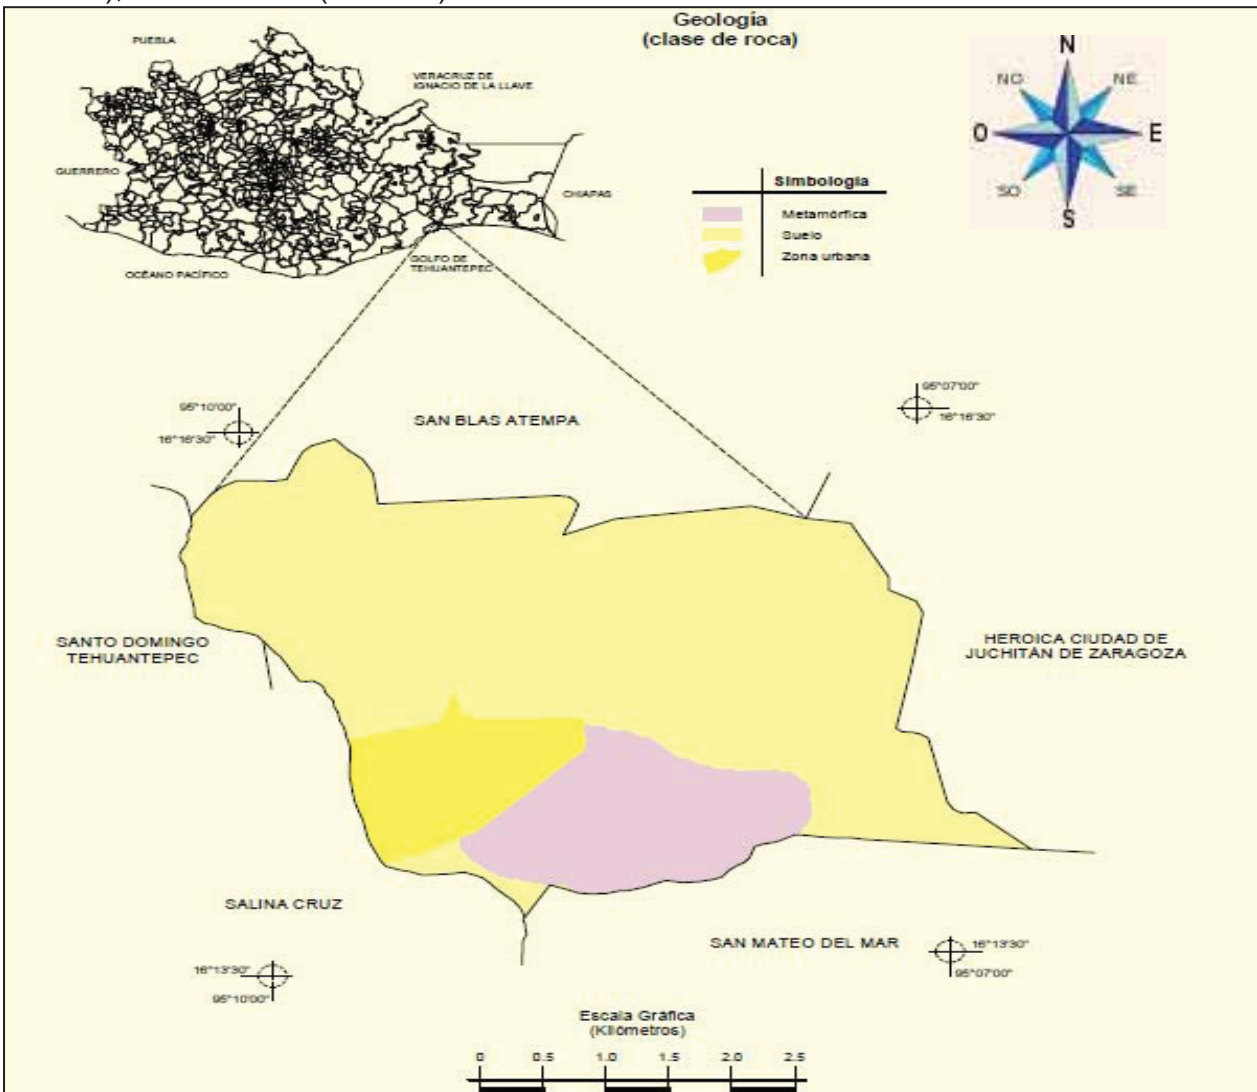 Geología
(clase de roca)
PUEBLA
VERACRUZ DE
IGNACIO DE LA LLAVE
GUERRERO
CHIAPAS
OCÉANO PACÍFICO
GOLFO DE
TEHUANTEPEC
Simbología
Metamórfica
Suelo
Zona urbana
N
NO
NE
O
E
SO
SE
S
95°10'00"
16°16'30"
SAN BLAS ATEMPA
95°07'00"
16°16'30"
SANTO DOMINGO
TEHUANTEPEC
HEROICA CIUDAD DE
JUCHITÁN DE ZARAGOZA
SALINA CRUZ
SAN MATEO DEL MAR
16°13'30"
95°10'00"
16°13'30"
95°07'00"
Escala Gráfica
(Kilómetros)
0 0.5 1.0 1.5 2.0 2.5